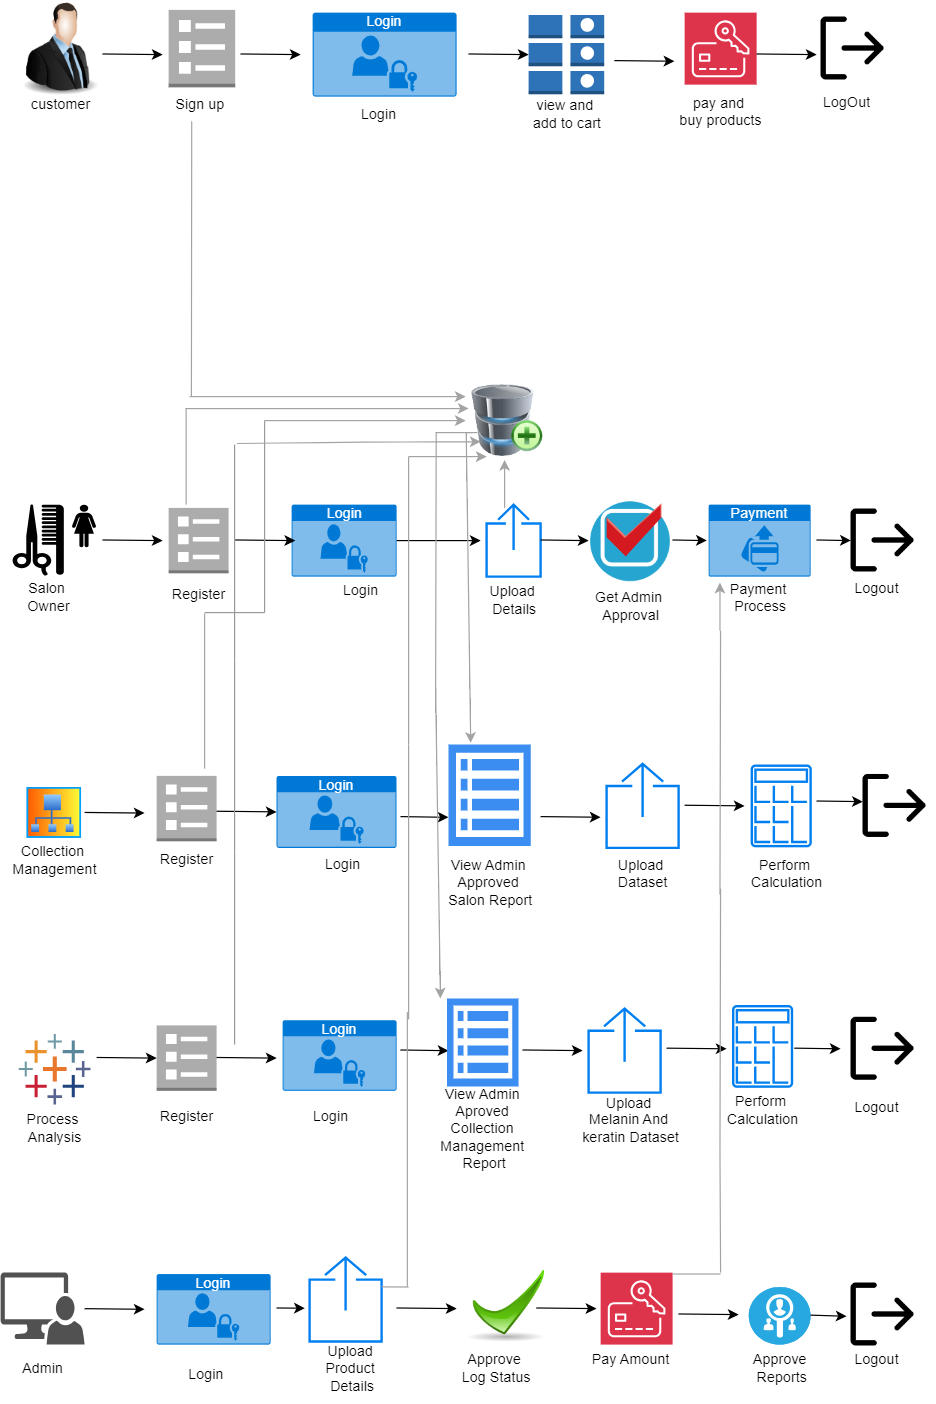 Login
customer
Sign up
Login
view and
add to cart
pay and
buy products
LogOut
Login
Payment
Salon
Owner
Register
Login
Upload
Details
Get Admin
Approval
Payment
Process
Logout
Login
Collection
Management
Register
Login
View Admin
Approved
Salon Report
Upload
Dataset
Perform
Calculation
Login
Process
Analysis
Register
Login
View Admin
Aproved
Collection
Management
Report
Upload
Melanin And
keratin Dataset
Perform
Calculation
Logout
Login
Admin
Login
Upload
Product
Details
Approve
Log Status
Pay Amount
Approve
Reports
Logout